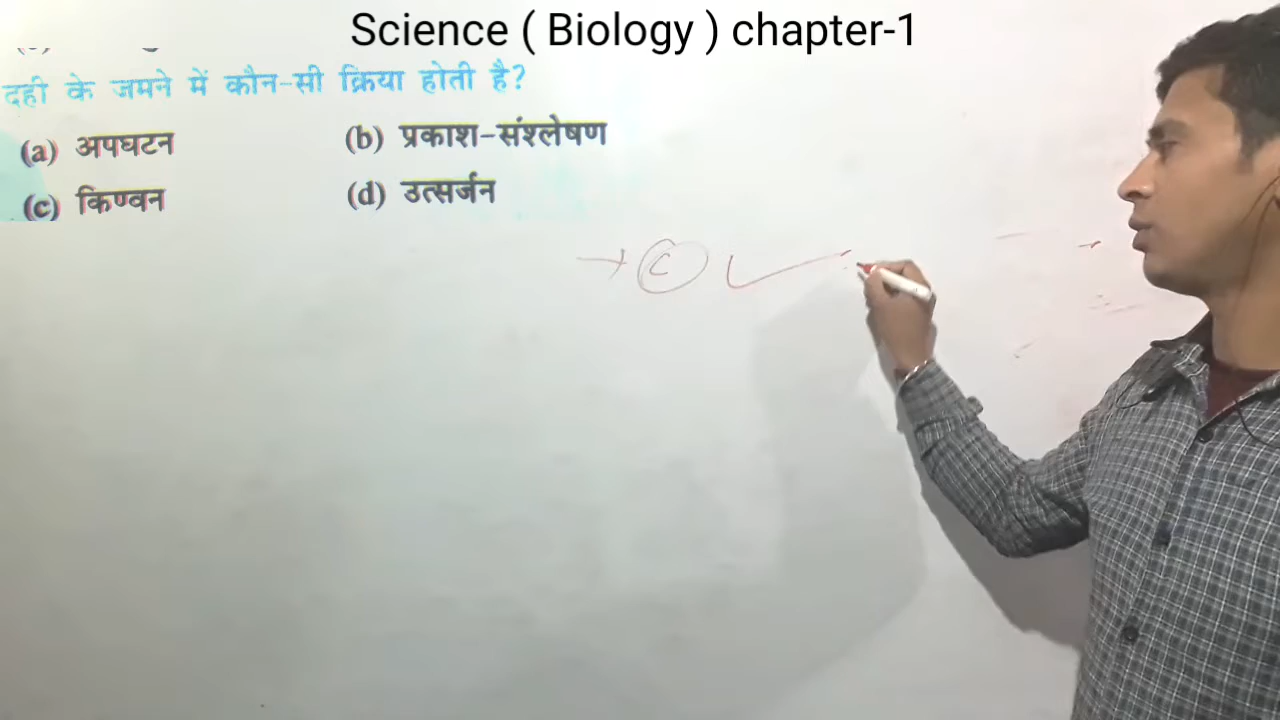 Science ( Biology ) chapter-1
दही के जमने में कौन-सी क्रिया होती है?
(a) अपघटन (b) प्रकाश-संश्लेषण
(c) किण्वन (d) उत्सर्जन
→ C ✓